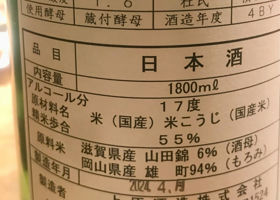 使用酵母 蔵付酵母 酒造年度 4BY
品目 日本酒
内容量 1800ml
アルコール分 17度
原材料名 米(国産)米こうじ(国産米)
精米歩合 55%
原料米 滋賀県産 山田錦 6%(酒母)
岡山県産 雄 町94%(もろみ)
製造年月 2024.4月
製造者